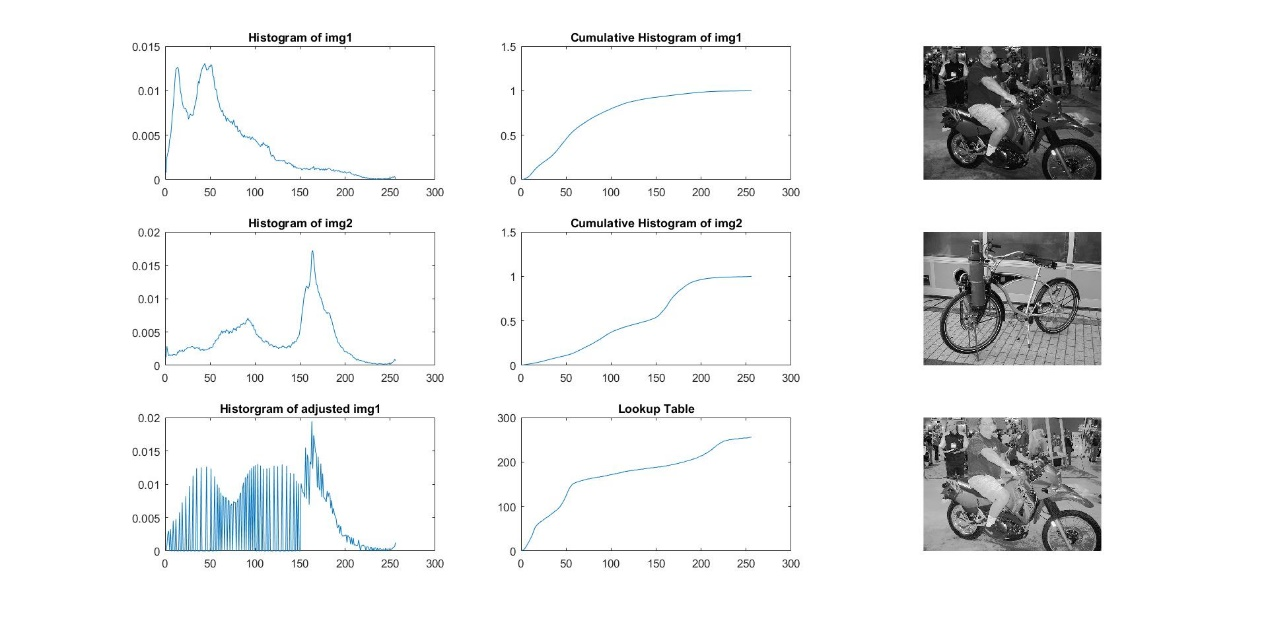 Histogram of img1
0.015
0.01
0.005
0
0 50 100 150 200 250 300
Cumulative Histogram of img1
1.5
1
0.5
0
0 50 100 150 200 250 300
Histogram of img2
0.02
0.015
0.01
0.005
0
0 50 100 150 200 250 300
Cumulative Histogram of img2
1.5
1
0.5
0
0 50 100 150 200 250 300
Historgram of adjusted img1
0.02
0.015
0.01
0.005
0
0 50 100 150 200 250 300
Lookup Table
300
200
100
0
0 50 100 150 200 250 300